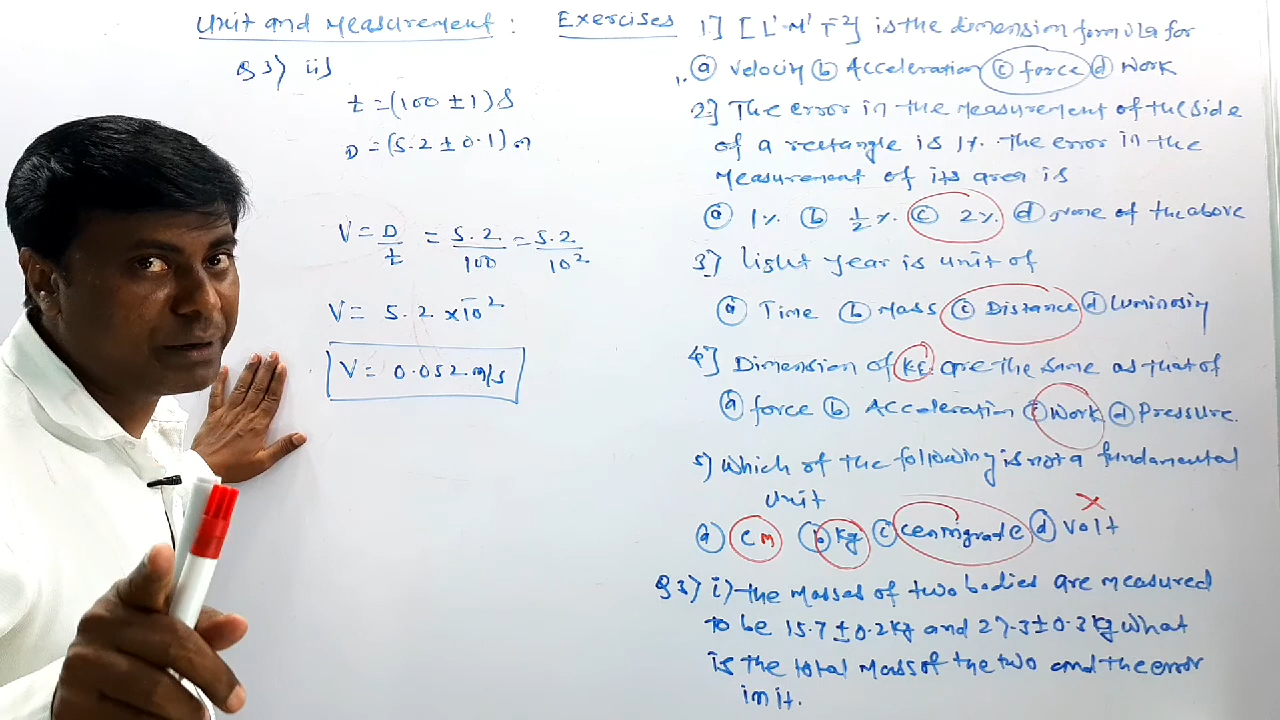 Unit and Measurement : Exercises
Q 3) ii)
t = (100 ± 1) s
D = (5.2 ± 0.1) m
V = D/t = 5.2/100 = 5.2/10²
V = 5.2 × 10⁻²
V = 0.052 m/s
1.] [L¹ M¹ T⁻²] is the dimension formula for
(a) Velocity (b) Acceleration (c) force (d) Work
2.] The error in the measurement of the side
of a rectangle is 1%. The error in the
measurement of its area is
(a) 1% (b) ½ % (c) 2% (d) none of the above
3.] light year is unit of
(a) Time (b) Mass (c) Distance (d) Luminosity
4.] Dimension of K.E. are the same as that of
(a) force (b) Acceleration (c) Work (d) Pressure.
5) Which of the following is not a fundamental
Unit
(a) cm (b) kg (c) centigrade (d) Volt
Q 3) i) the masses of two bodies are measured
to be 15.7 ± 0.2 kg and 27.3 ± 0.3 kg what
is the total mass of the two and the error
in it.